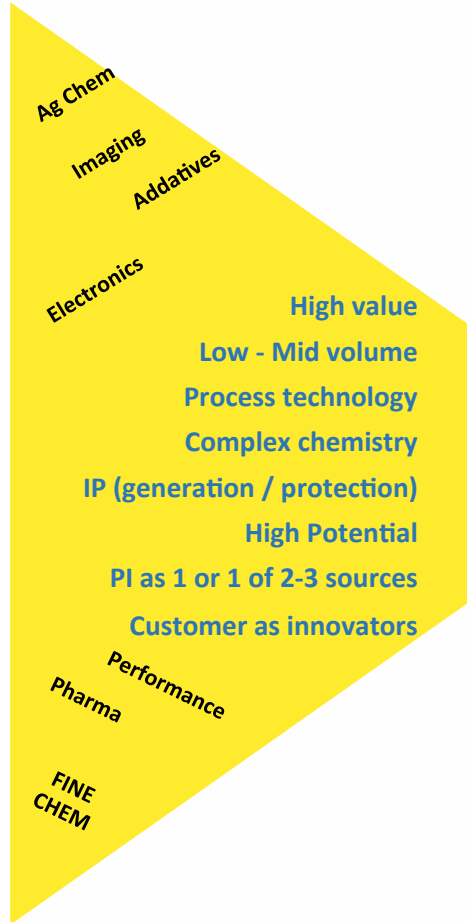 Ag Chem
Imaging
Addatives
Electronics
High value
Low - Mid volume
Process technology
Complex chemistry
IP (generation / protection)
High Potential
PI as 1 or 1 of 2-3 sources
Customer as innovators
Performance
Pharma
FINE
CHEM